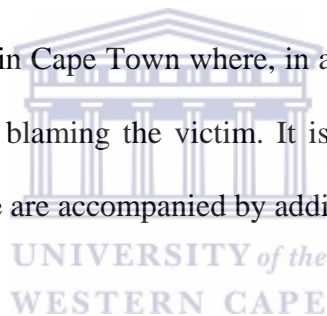 in Cape Town where, in a
blaming the victim. It is
are accompanied by addi
UNIVERSITY of the
WESTERN CAPE